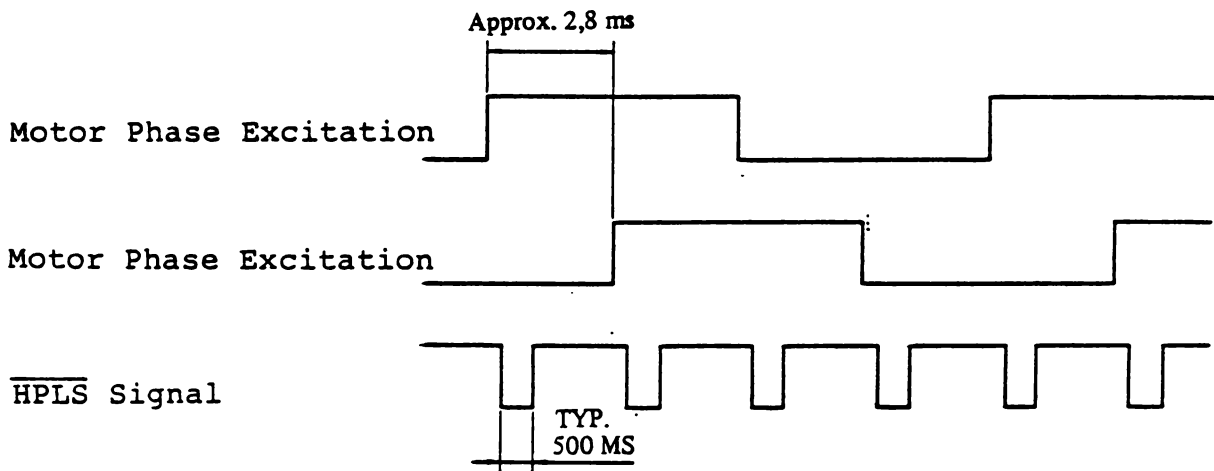 Approx. 2,8 ms
Motor Phase Excitation
Motor Phase Excitation
HPLS Signal
TYP.
500 MS